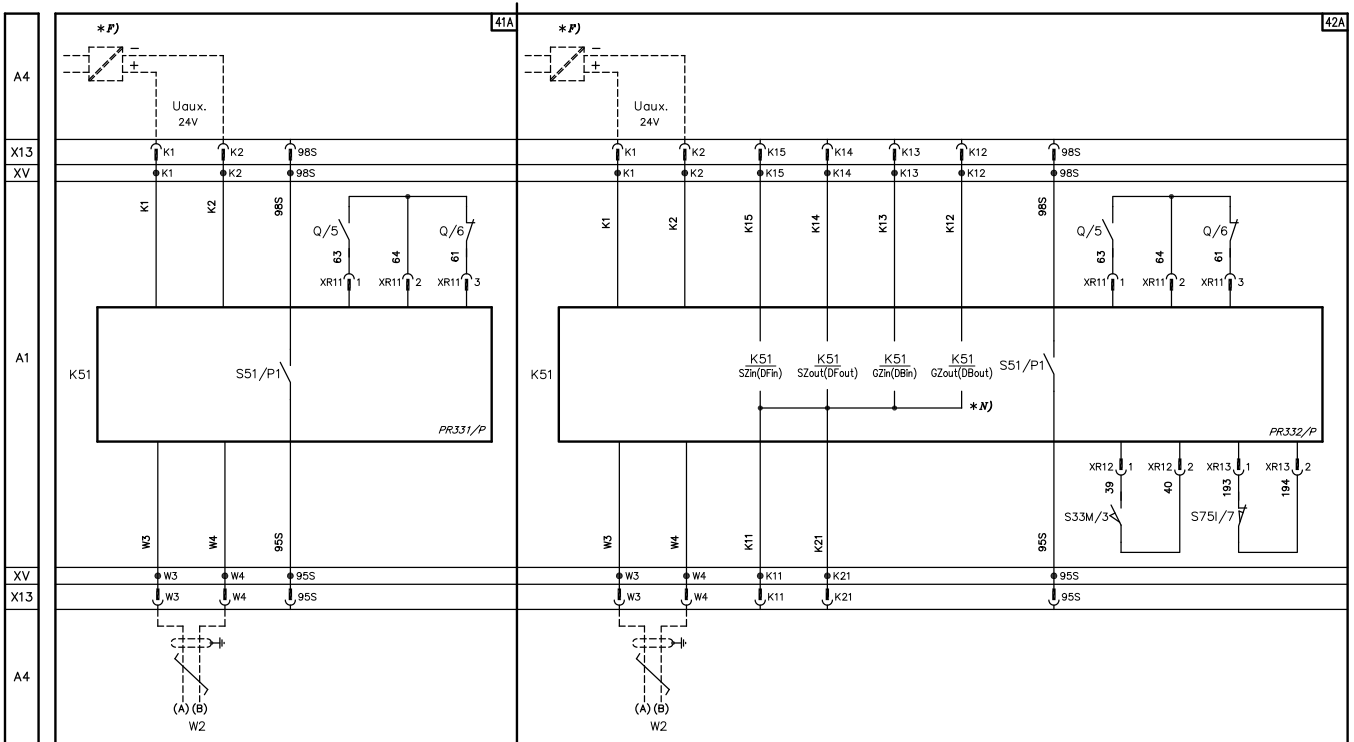 41A
42A
*F)
*F)
A4
− +
− +
Uaux.
24V
Uaux.
24V
X13
K1 K2 98S
K1 K2 K15 K14 K13 K12 98S
XV
K1 K2 98S
K1 K2 K15 K14 K13 K12 98S
K1 K2 98S
K1 K2 K15 K14 K13 K12 98S
Q/5 Q/6
Q/5 Q/6
63 64 61
63 64 61
XR11 1 XR11 2 XR11 3
XR11 1 XR11 2 XR11 3
A1
K51
S51/P1
PR331/P
K51
K51
SZin(DFin)
K51
SZout(DFout)
K51
GZin(DBin)
K51
GZout(DBout)
S51/P1
*N)
PR332/P
XR12 1 XR12 2 XR13 1 XR13 2
39 40 193 194
S33M/3 S75I/7
W3 W4 95S
W3 W4 K11 K21 95S
XV
W3 W4 95S
W3 W4 K11 K21 95S
X13
W3 W4 95S
W3 W4 K11 K21 95S
A4
(A) (B)
W2
(A) (B)
W2